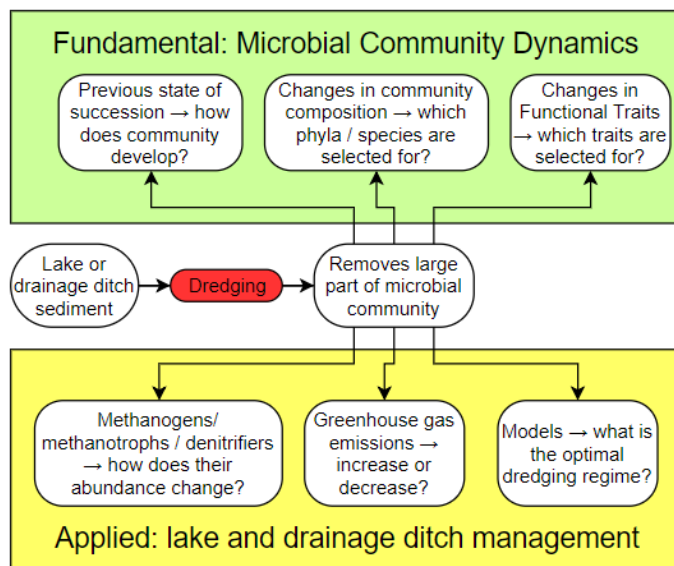 Fundamental: Microbial Community Dynamics
Previous state of
succession → how
does community
develop?
Changes in community
composition → which
phyla / species are
selected for?
Changes in
Functional Traits
→ which traits are
selected for?
Lake or
drainage ditch
sediment
Dredging
Removes large
part of microbial
community
Methanogens/
methanotrophs / denitrifiers
→ how does their
abundance change?
Greenhouse gas
emissions →
increase or
decrease?
Models → what is
the optimal
dredging regime?
Applied: lake and drainage ditch management